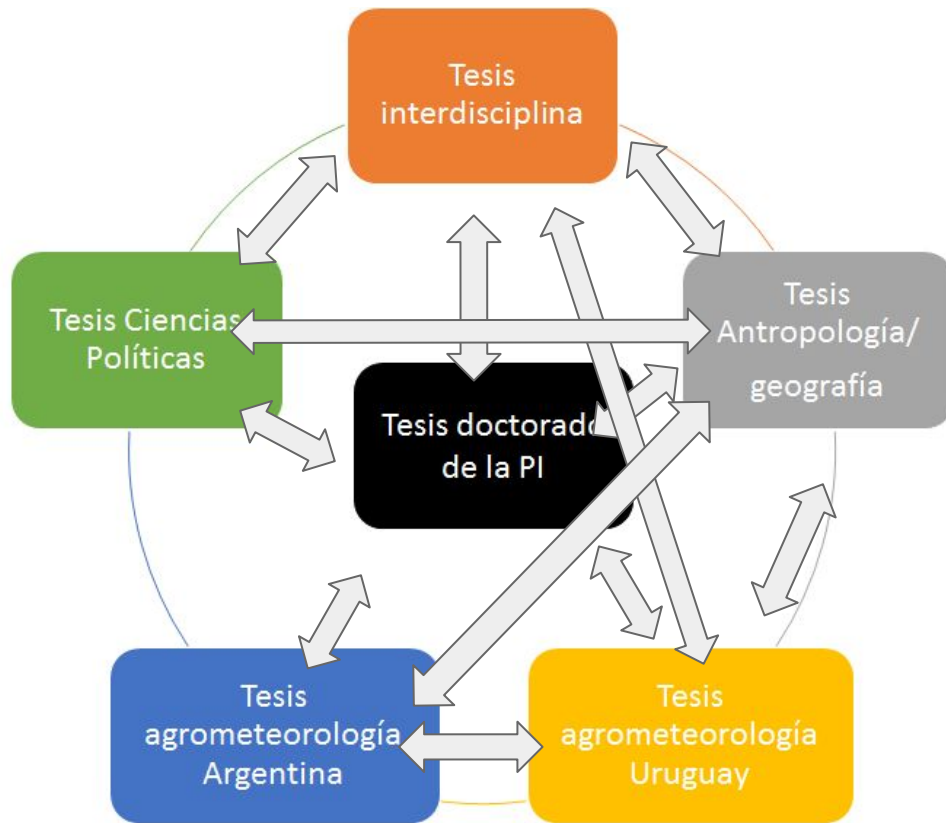 Tesis
interdisciplina
Tesis Ciencias
Políticas
Tesis
Antropología/
geografía
Tesis doctorado
de la PI
Tesis
agrometeorología
Argentina
Tesis
agrometeorología
Uruguay